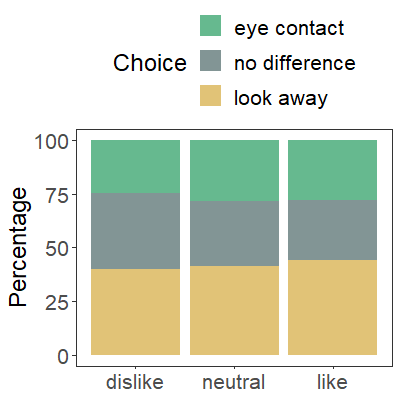 eye contact
Choice no difference
look away
100
75
50
25
0
Percentage
dislike neutral like